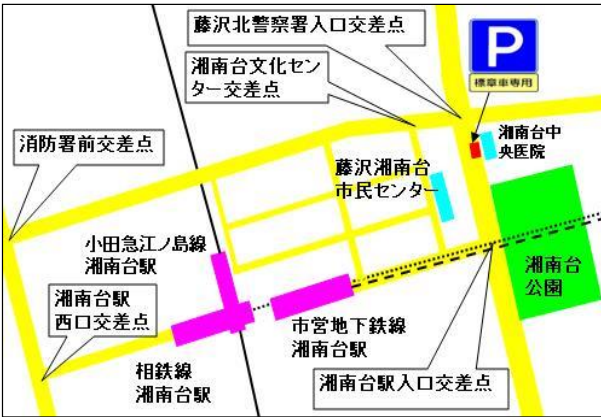 藤沢北警察署入口交差点
P
標章車専用
湘南台文化セン
ター交差点
消防署前交差点
湘南台中
央医院
藤沢湘南台
市民センター
小田急江ノ島線
湘南台駅
湘南台
公園
湘南台駅
西口交差点
市営地下鉄線
湘南台駅
相鉄線
湘南台駅
湘南台駅入口交差点